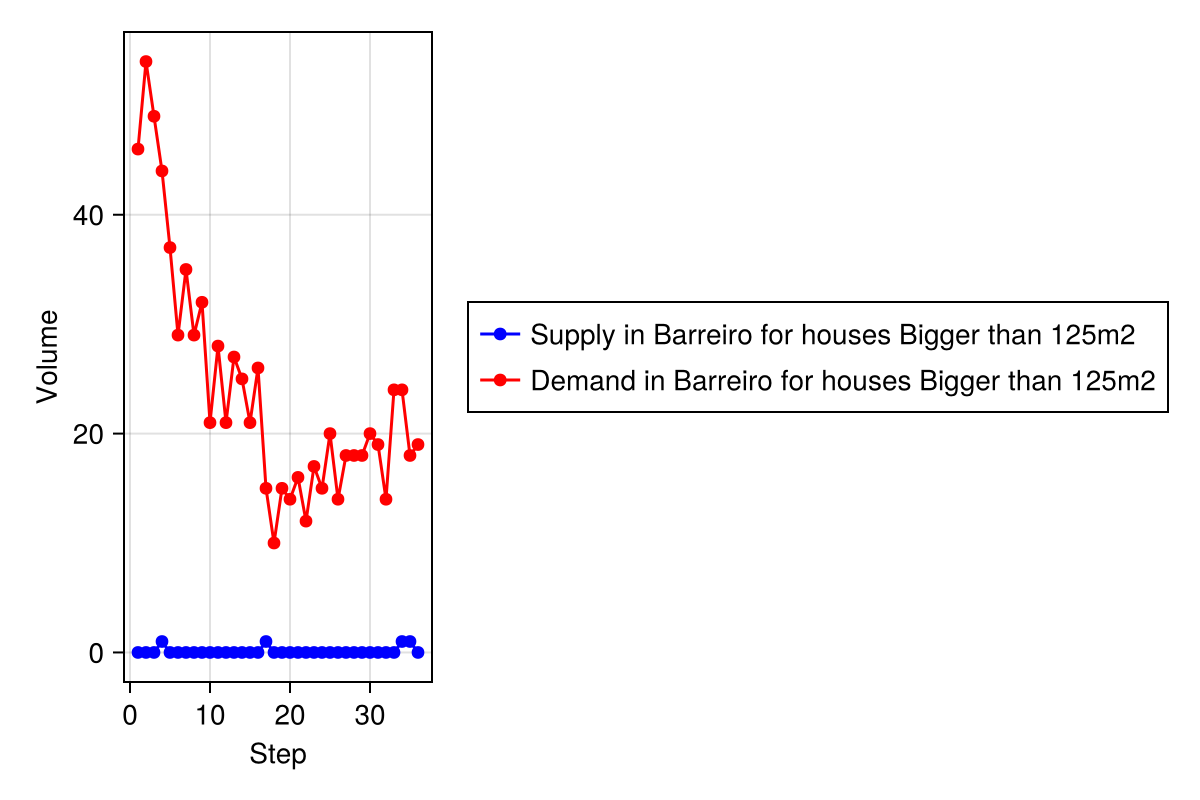 Volume
40
20
0
0 10 20 30
Step
Supply in Barreiro for houses Bigger than 125m2
Demand in Barreiro for houses Bigger than 125m2